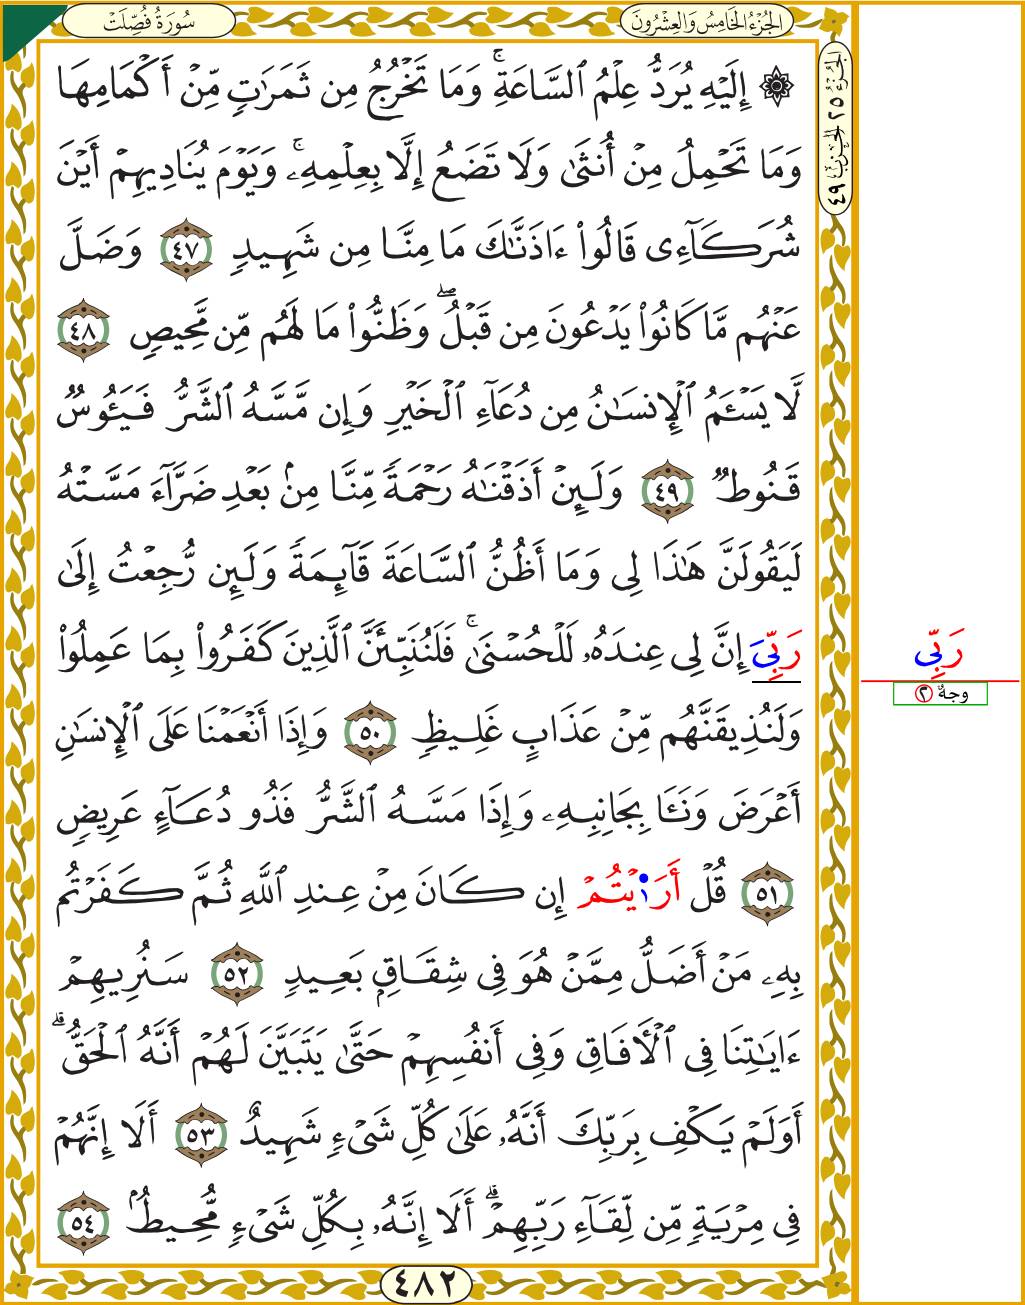 سُورَةُ فُصِّلَتْ
الجُزْءُ الخَامِسُ وَالعِشْرُونَ
الجزء ٢٥ الحزب ٤٩
۞ إِلَيْهِ يُرَدُّ عِلْمُ ٱلسَّاعَةِۚ وَمَا تَخْرُجُ مِن ثَمَرَٰتٍ مِّنْ أَكْمَامِهَا
وَمَا تَحْمِلُ مِنْ أُنثَىٰ وَلَا تَضَعُ إِلَّا بِعِلْمِهِۦۚ وَيَوْمَ يُنَادِيهِمْ أَيْنَ
شُرَكَآءِى قَالُوٓا۟ ءَاذَنَّٰكَ مَا مِنَّا مِن شَهِيدٍ ٤٧ وَضَلَّ
عَنْهُم مَّا كَانُوا۟ يَدْعُونَ مِن قَبْلُۖ وَظَنُّوا۟ مَا لَهُم مِّن مَّحِيصٍ ٤٨
لَّا يَسْـَٔمُ ٱلْإِنسَٰنُ مِن دُعَآءِ ٱلْخَيْرِ وَإِن مَّسَّهُ ٱلشَّرُّ فَيَـُٔوسٌ
قَنُوطٌ ٤٩ وَلَئِنْ أَذَقْنَٰهُ رَحْمَةً مِّنَّا مِنۢ بَعْدِ ضَرَّآءَ مَسَّتْهُ
لَيَقُولَنَّ هَٰذَا لِى وَمَآ أَظُنُّ ٱلسَّاعَةَ قَآئِمَةً وَلَئِن رُّجِعْتُ إِلَىٰ
رَبِّىَ إِنَّ لِى عِندَهُۥ لَلْحُسْنَىٰۚ فَلَنُنَبِّئَنَّ ٱلَّذِينَ كَفَرُوا۟ بِمَا عَمِلُوا۟
رَبِّى
وجهٌ ٢
وَلَنُذِيقَنَّهُم مِّنْ عَذَابٍ غَلِيظٍ ٥٠ وَإِذَآ أَنْعَمْنَا عَلَى ٱلْإِنسَٰنِ
أَعْرَضَ وَنَـَٔا بِجَانِبِهِۦ وَإِذَا مَسَّهُ ٱلشَّرُّ فَذُو دُعَآءٍ عَرِيضٍ
٥١ قُلْ أَرَٰيْتُمْ إِن كَانَ مِنْ عِندِ ٱللَّهِ ثُمَّ كَفَرْتُم
بِهِۦ مَنْ أَضَلُّ مِمَّنْ هُوَ فِى شِقَاقٍۭ بَعِيدٍ ٥٢ سَنُرِيهِمْ
ءَايَٰتِنَا فِى ٱلْـَٔافَاقِ وَفِىٓ أَنفُسِهِمْ حَتَّىٰ يَتَبَيَّنَ لَهُمْ أَنَّهُ ٱلْحَقُّۗ
أَوَلَمْ يَكْفِ بِرَبِّكَ أَنَّهُۥ عَلَىٰ كُلِّ شَىْءٍ شَهِيدٌ ٥٣ أَلَآ إِنَّهُمْ
فِى مِرْيَةٍ مِّن لِّقَآءِ رَبِّهِمْۗ أَلَآ إِنَّهُۥ بِكُلِّ شَىْءٍ مُّحِيطٌۢ ٥٤
٤٨٢